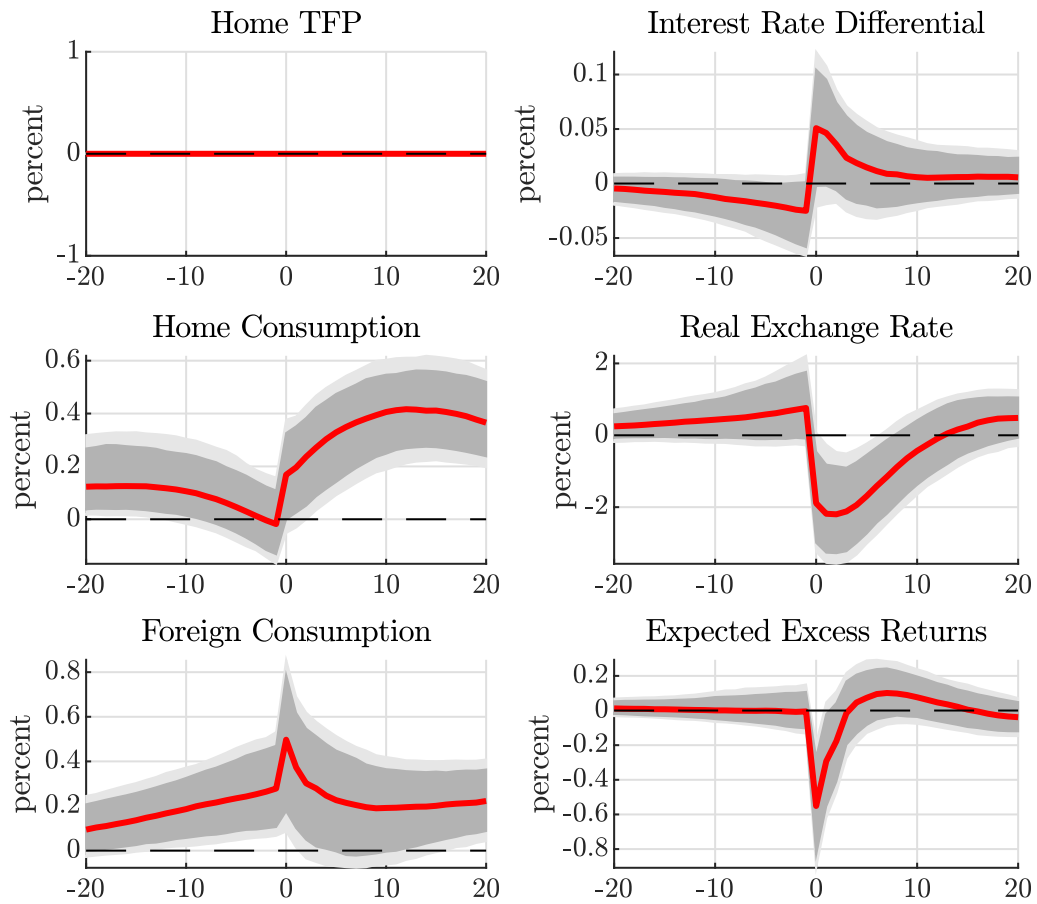 Home TFP
percent
1
0
-1
-20 -10 0 10 20
Interest Rate Differential
percent
0.1
0.05
0
-0.05
-20 -10 0 10 20
Home Consumption
percent
0.6
0.4
0.2
0
-20 -10 0 10 20
Real Exchange Rate
percent
2
0
-2
-20 -10 0 10 20
Foreign Consumption
percent
0.8
0.6
0.4
0.2
0
-20 -10 0 10 20
Expected Excess Returns
percent
0.2
0
-0.2
-0.4
-0.6
-0.8
-20 -10 0 10 20